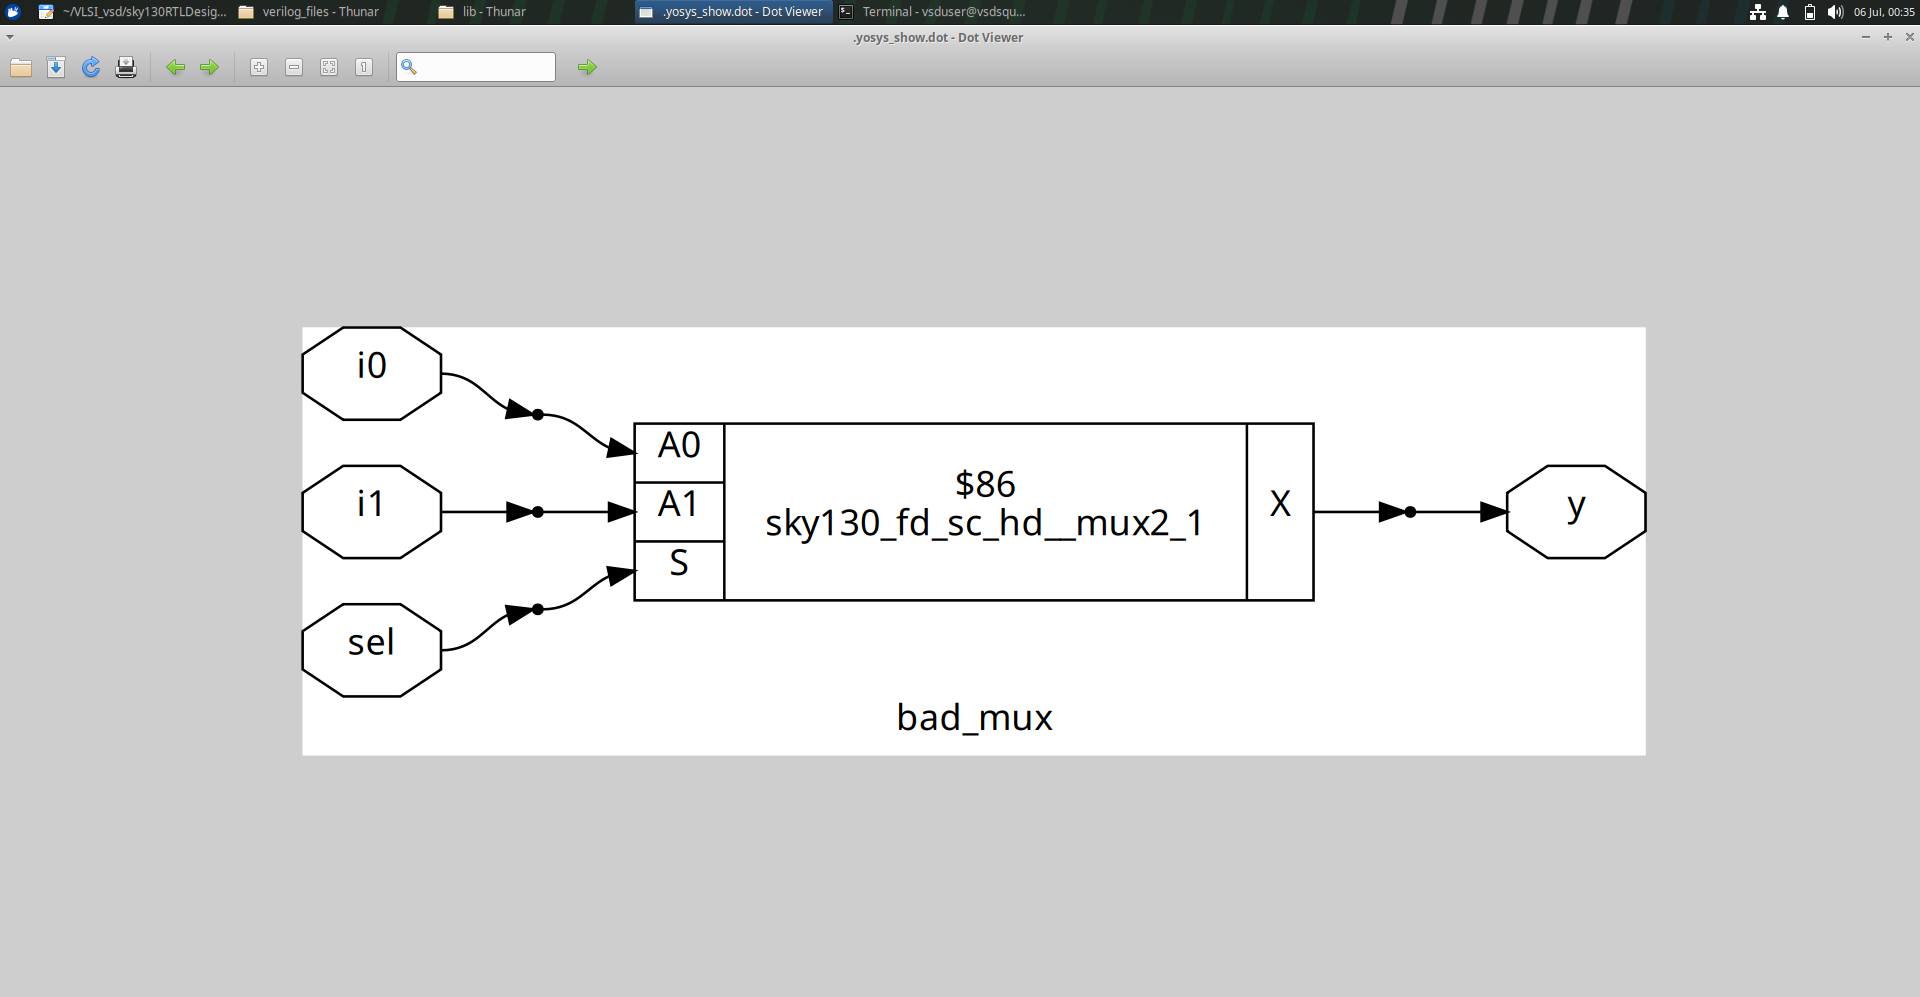 ~/VLSI_vsd/sky130RTLDesig...
verilog_files - Thunar
lib - Thunar
.yosys_show.dot - Dot Viewer
Terminal - vsduser@vsdsqu...
06 Jul, 00:35
.yosys_show.dot - Dot Viewer
i0
i1
sel
A0
A1
S
$86
sky130_fd_sc_hd__mux2_1
X
y
bad_mux